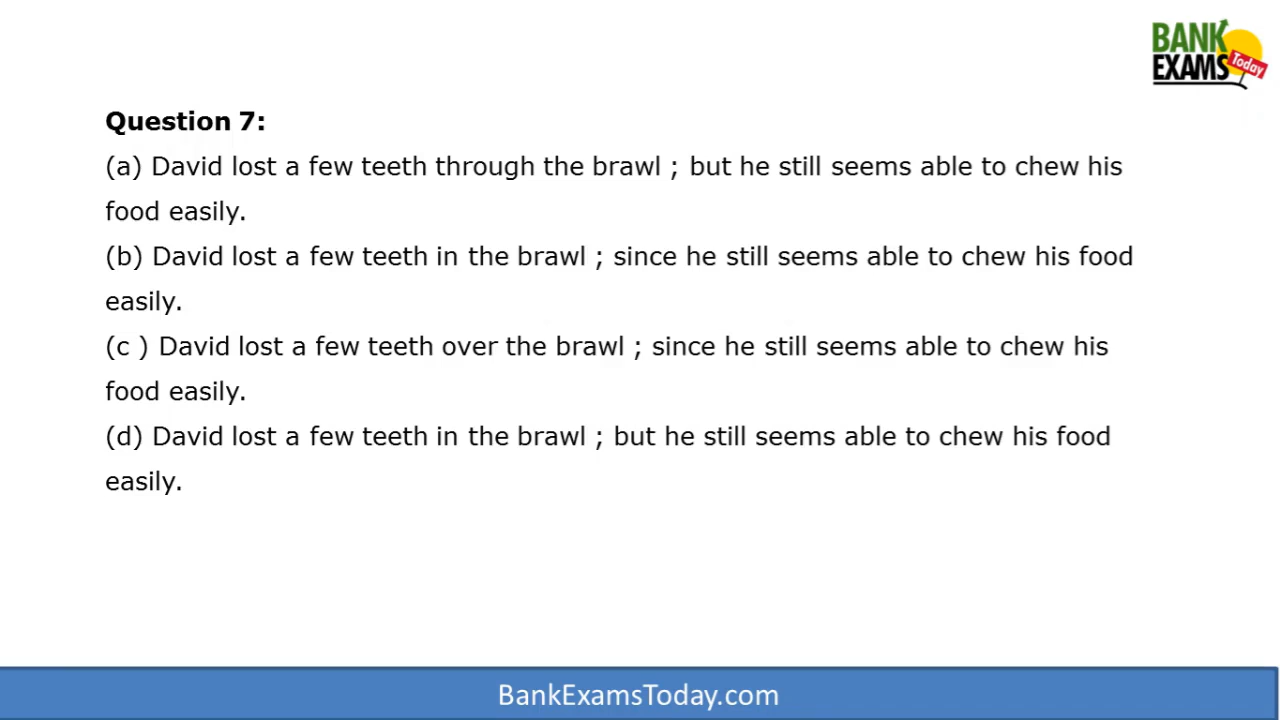 BANK
EXAMS
Today
Question 7:
(a) David lost a few teeth through the brawl ; but he still seems able to chew his
food easily.
(b) David lost a few teeth in the brawl ; since he still seems able to chew his food
easily.
(c ) David lost a few teeth over the brawl ; since he still seems able to chew his
food easily.
(d) David lost a few teeth in the brawl ; but he still seems able to chew his food
easily.
BankExamsToday.com